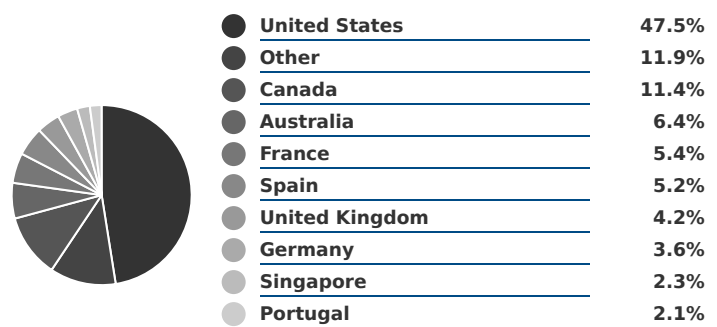 United States 47.5%
Other 11.9%
Canada 11.4%
Australia 6.4%
France 5.4%
Spain 5.2%
United Kingdom 4.2%
Germany 3.6%
Singapore 2.3%
Portugal 2.1%